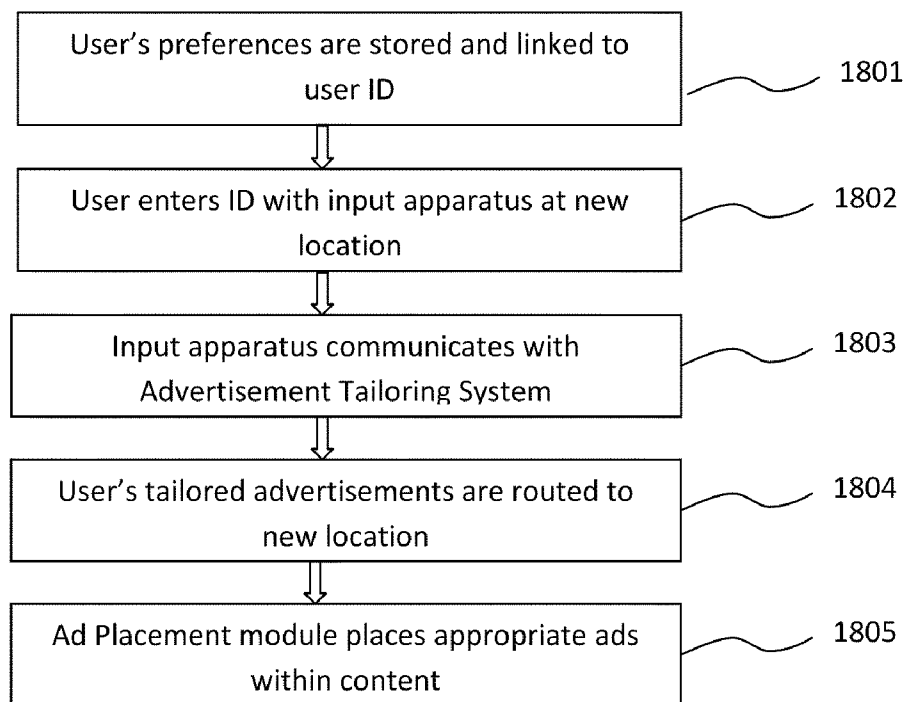 User’s preferences are stored and linked to
user ID
1801
User enters ID with input apparatus at new
location
1802
Input apparatus communicates with
Advertisement Tailoring System
1803
User’s tailored advertisements are routed to
new location
1804
Ad Placement module places appropriate ads
within content
1805